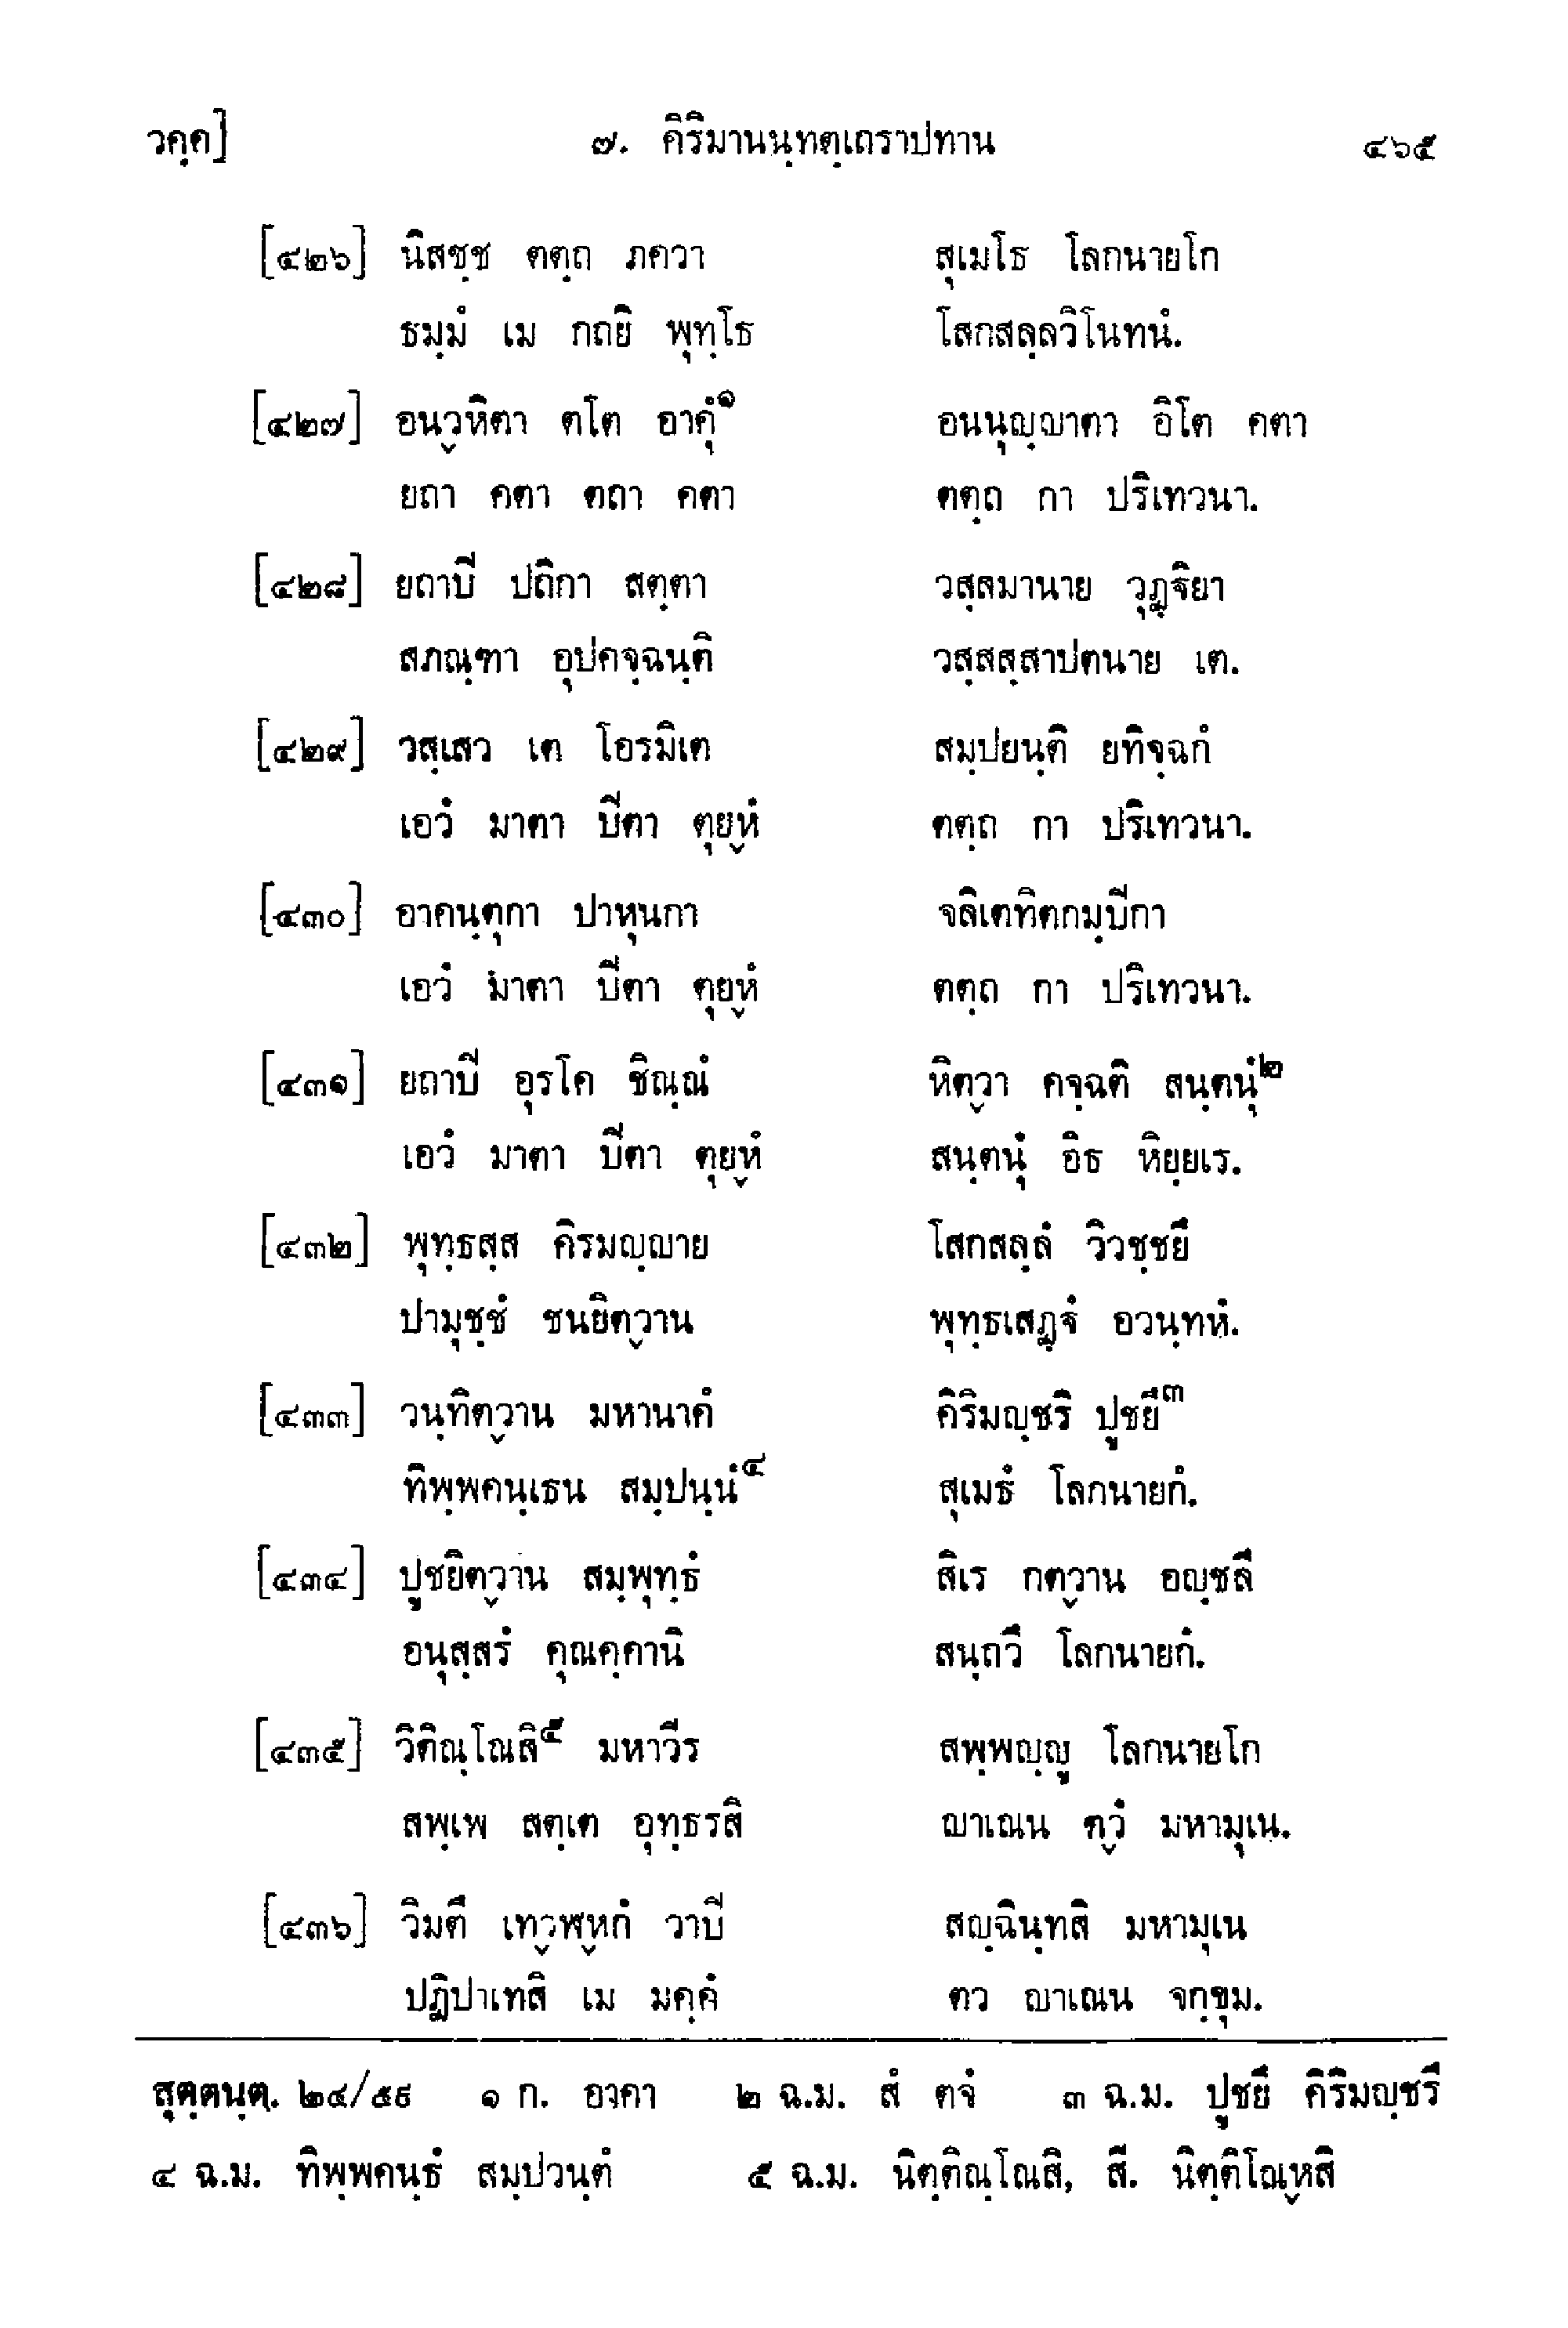 วคฺค] ๗. คิริมานนฺทตฺเถราปทาน ๔๖๕
[๔๒๖] นิสชฺช ตตฺถ ภควา สุเมโธ โลกนายโก
ธมฺมํ เม กถยิ พุทฺโธ โสกสลฺลวิโนทนํ.
[๔๒๗] อนวฺหิตา ตโต อาคุํ๑ อนนุญฺญาตา อิโต คตา
ยถา คตา ตถา คตา ตตฺถ กา ปริเทวนา.
[๔๒๘] ยถาปิ ปถิกา สตฺตา วสฺสมานาย วุฏฺฐิยา
สภณฺฑา อุปคจฺฉนฺติ วสฺสสฺสาปตนาย เต.
[๔๒๙] วสฺเสว เต โอรมิเต สมฺปยนฺติ ยทิจฺฉกํ
เอวํ มาตา ปิตา ตุยฺหํ ตตฺถ กา ปริเทวนา.
[๔๓๐] อาคนฺตุกา ปาหุนกา จลิเตทิตกมฺปิกา
เอวํ มาตา ปิตา ตุยฺหํ ตตฺถ กา ปริเทวนา.
[๔๓๑] ยถาปิ อุรโค ชิณฺณํ หิตฺวา คจฺฉติ สนฺตนุํ๒
เอวํ มาตา ปิตา ตุยฺหํ สนฺตนุํ อิธ หิยฺยเร.
[๔๓๒] พุทฺธสฺส คิรมญฺญาย โสกสลฺลํ วิวชฺชยึ
ปามุชฺชํ ชนยิตฺวาน พุทฺธเสฏฺฐํ อวนฺทหํ.
[๔๓๓] วนฺทิตฺวาน มหานาคํ คิริมญฺชรึ ปูชยึ๓
ทิพฺพคนฺเธน สมฺปนฺนํ๔ สุเมธํ โลกนายกํ.
[๔๓๔] ปูชยิตฺวาน สมฺพุทฺธํ สิเร กตฺวาน อญฺชลึ
อนุสฺสรํ คุณคฺคานิ สนฺถวึ โลกนายกํ.
[๔๓๕] วิติณฺโณสิ๕ มหาวีร สพฺพญฺญู โลกนายโก
สพฺเพ สตฺเต อุทฺธรสิ ญาเณน ตฺวํ มหามุเน.
[๔๓๖] วิมตึ เทฺวฬฺหกํ วาปิ สญฺฉินฺทสิ มหามุเน
ปฏิปาเทสิ เม มคฺคํ ตว ญาเณน จกฺขุม.
สุตฺตนฺต. ๒๔/๕๙ ๑ ก. อาคา ๒ ฉ.ม. สํ ตจํ ๓ ฉ.ม. ปูชยึ คิริมญฺชรึ
๔ ฉ.ม. ทิพฺพคนฺธํ สมฺปวนฺตํ ๕ ฉ.ม. นิตฺติณฺโณสิ, สี. นิตฺติโณฺหสิ